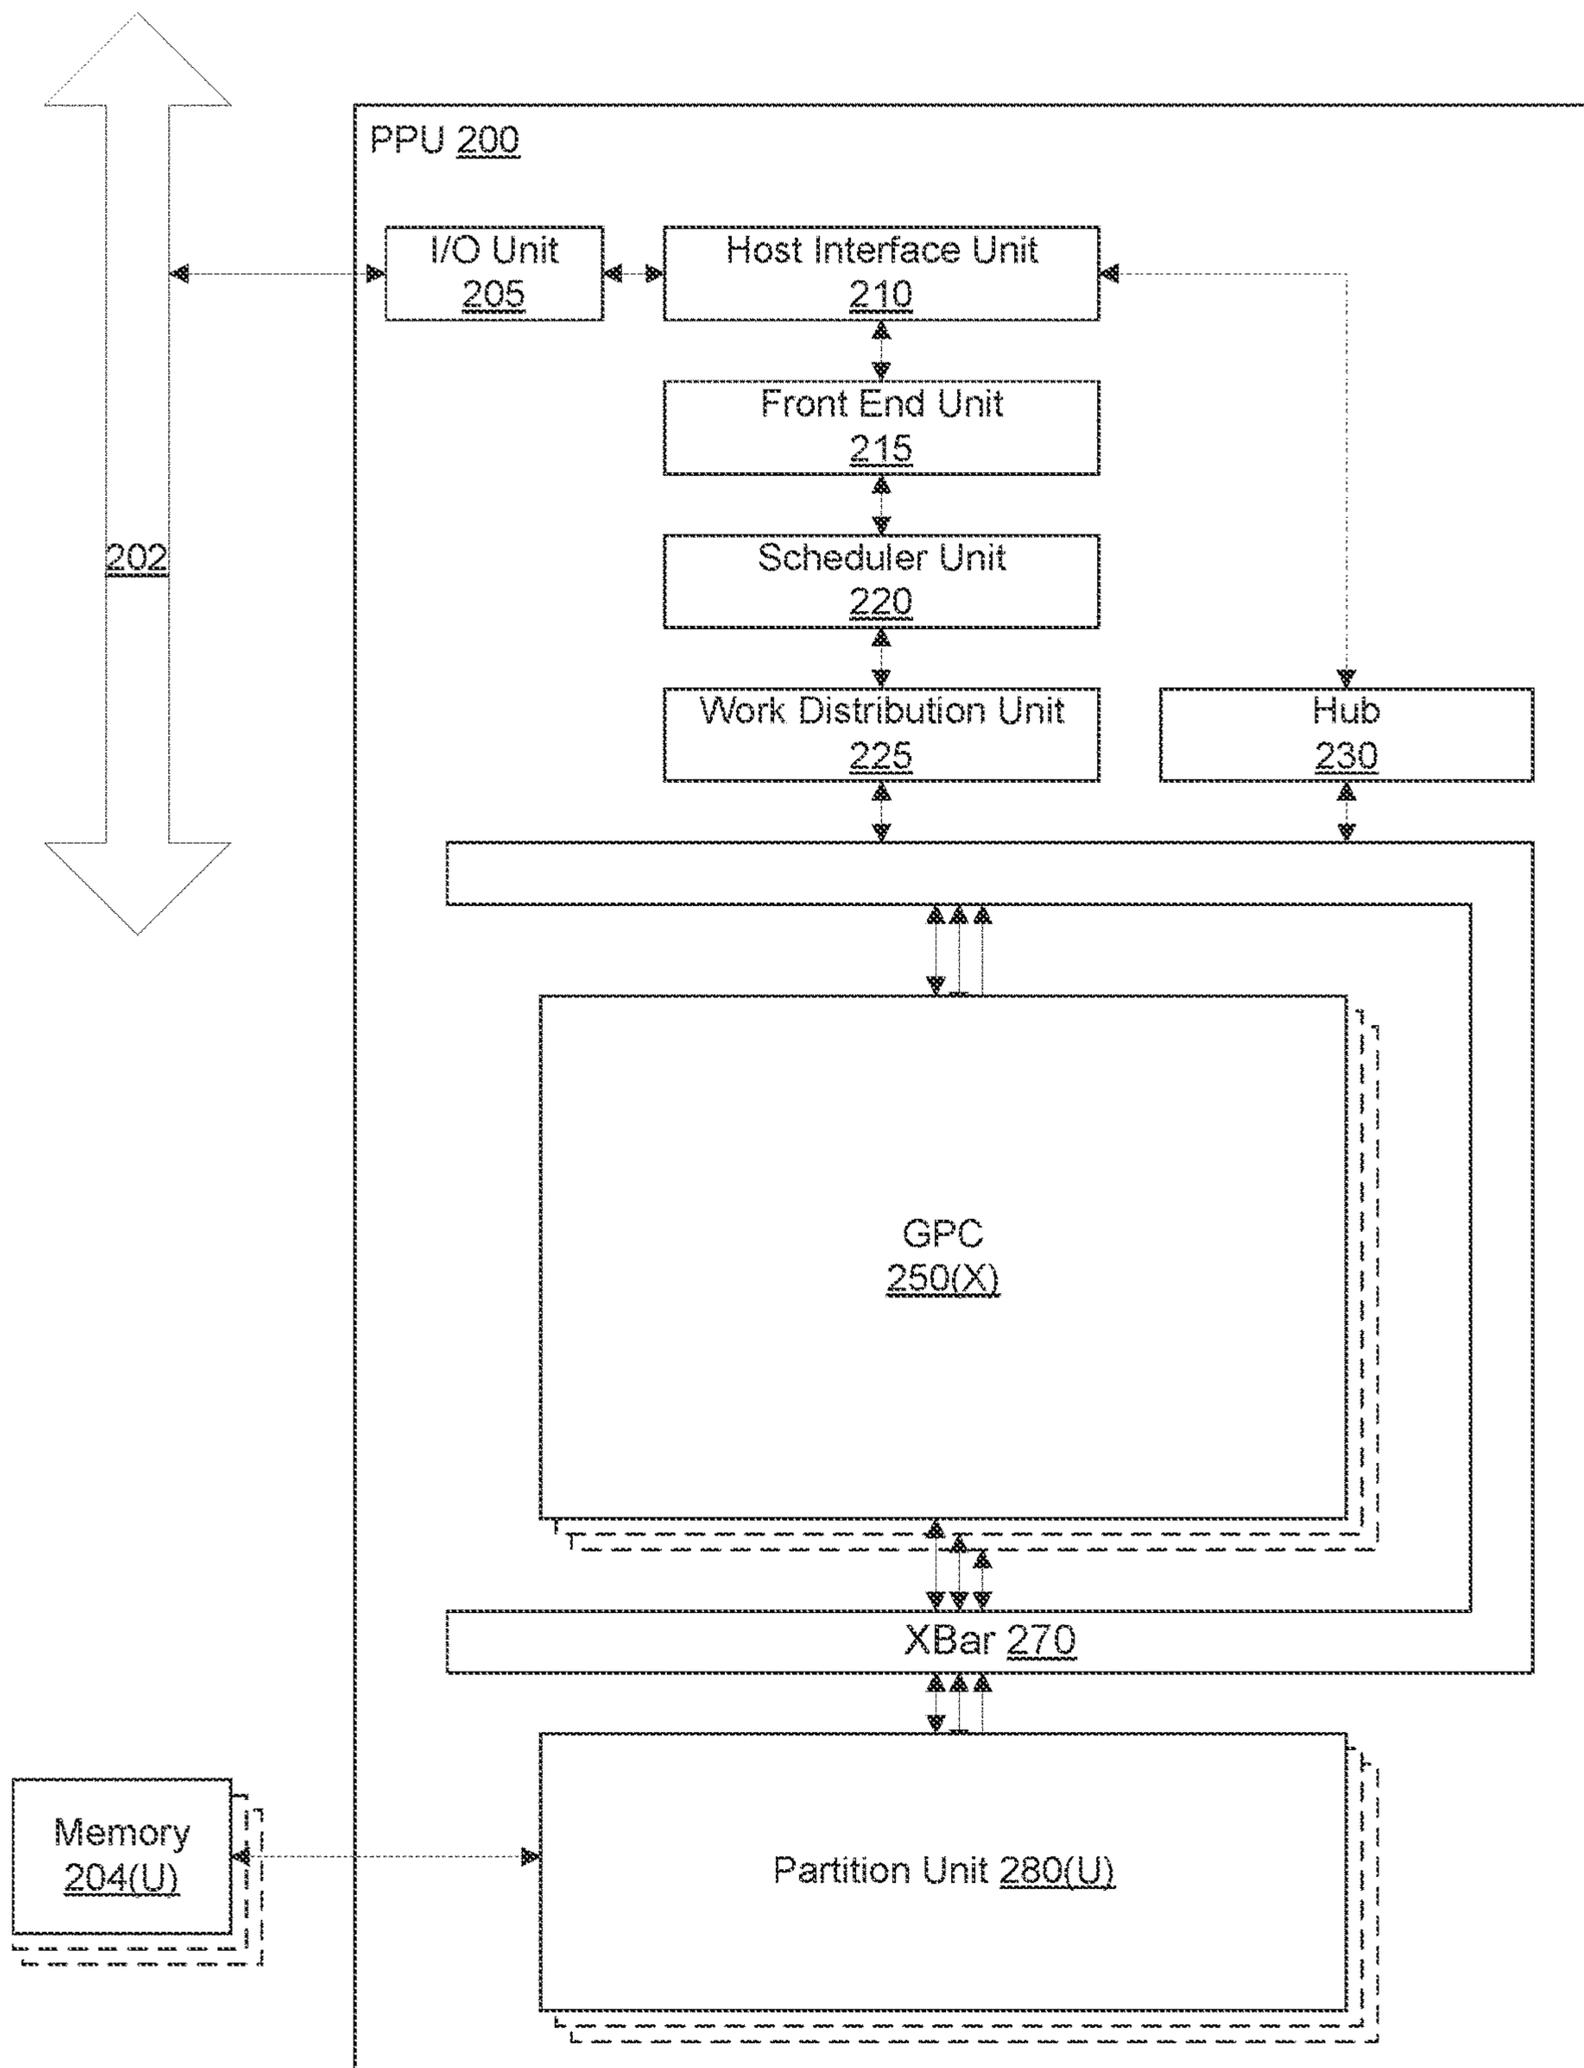 PPU 200
I/O Unit
205
Host Interface Unit
210
Front End Unit
215
202
Scheduler Unit
220
Work Distribution Unit
225
Hub
230
GPC
250(X)
XBar 270
Memory
204(U)
Partition Unit 280(U)